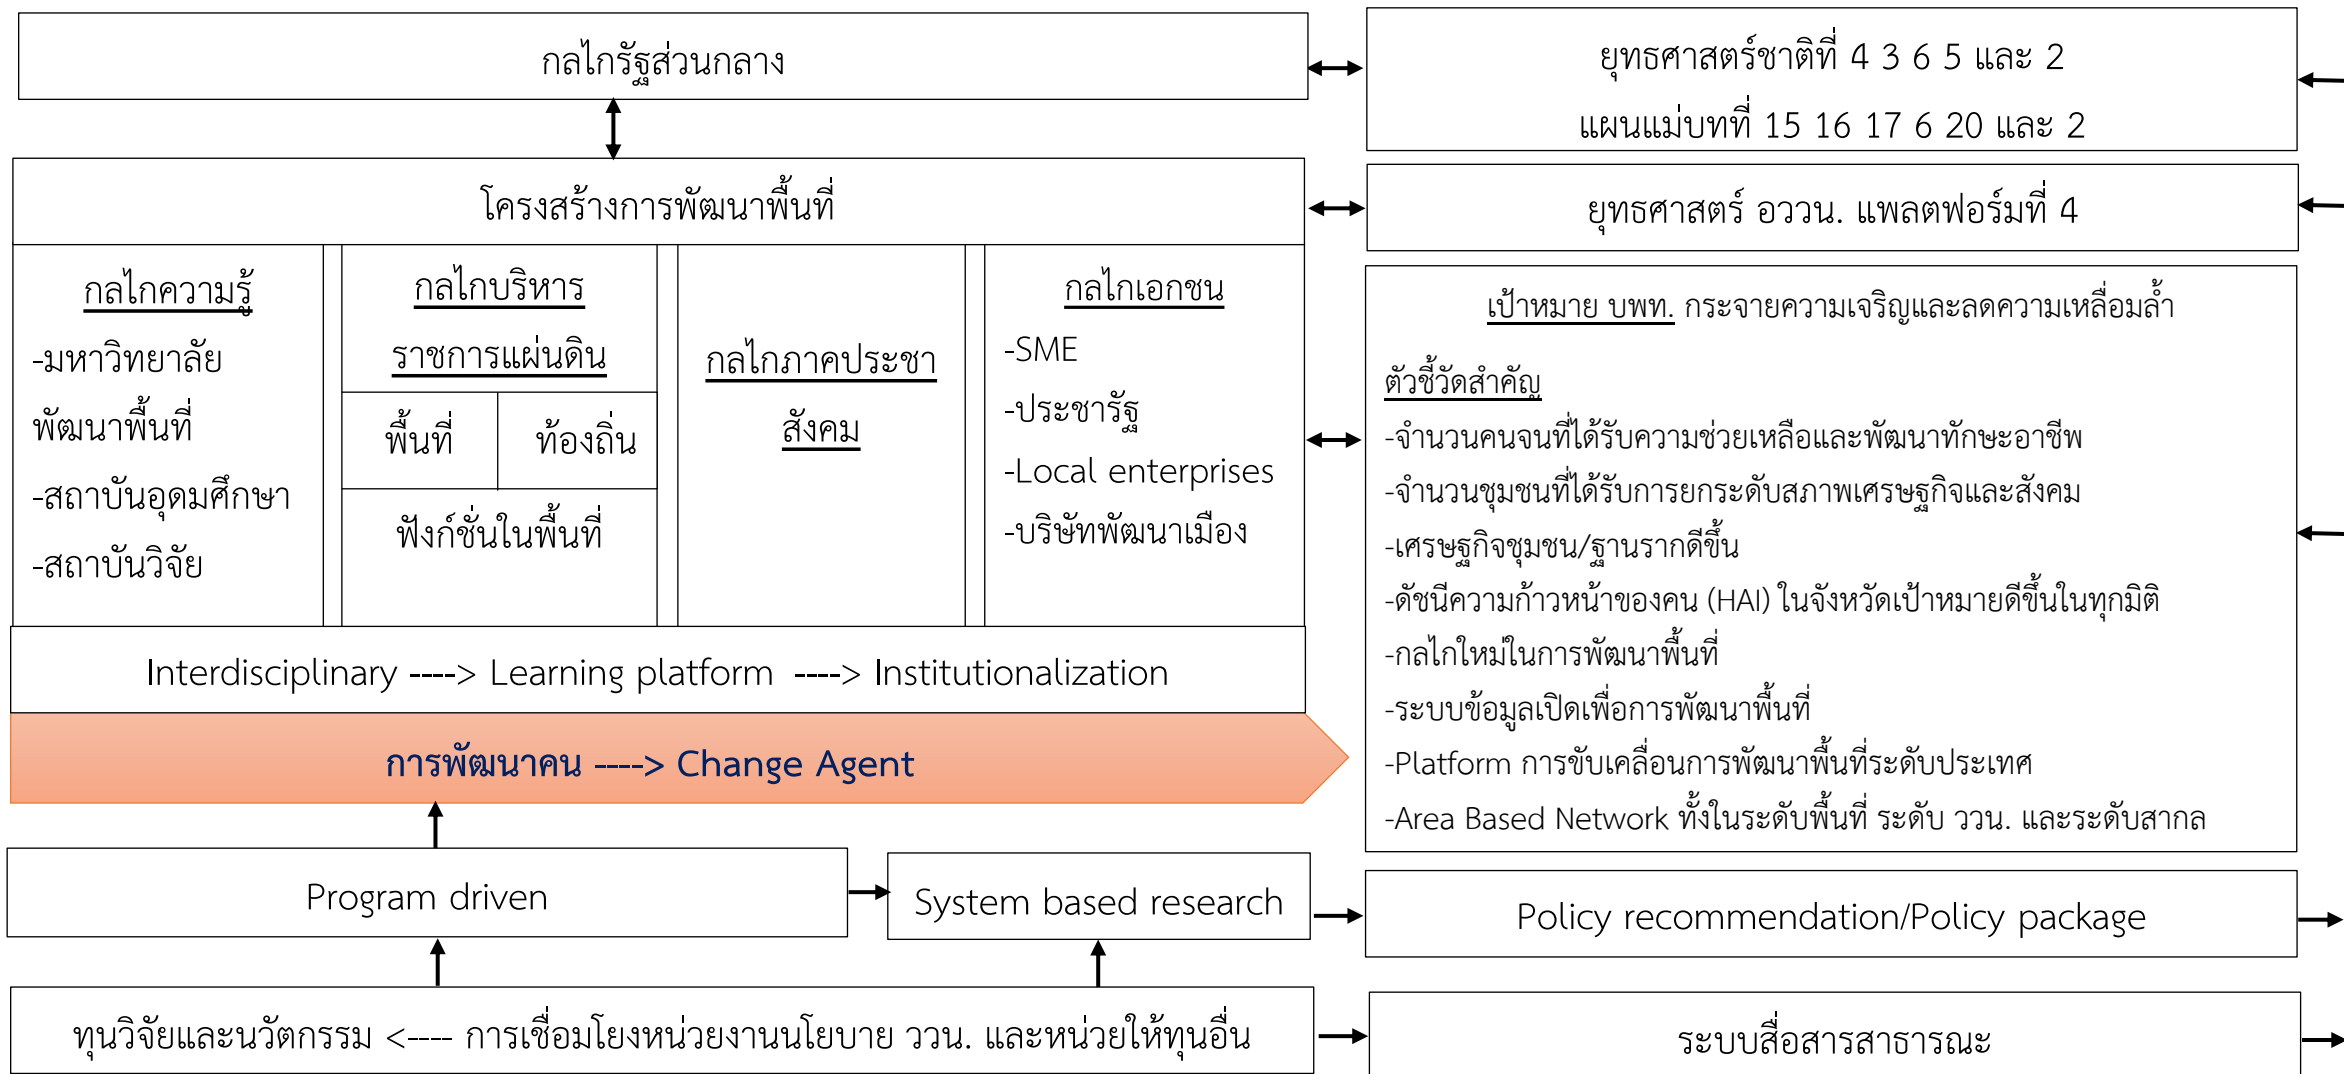 กลไกรัฐส่วนกลาง
ยุทธศาสตร์ชาติที่ 4 3 6 5 และ 2
แผนแม่บทที่ 15 16 17 6 20 และ 2
โครงสร้างการพัฒนาพื้นที่
ยุทธศาสตร์ อววน. แพลตฟอร์มที่ 4
กลไกความรู้
-มหาวิทยาลัย
พัฒนาพื้นที่
-สถาบันอุดมศึกษา
-สถาบันวิจัย
กลไกบริหาร
ราชการแผ่นดิน
พื้นที่
ท้องถิ่น
ฟังก์ชั่นในพื้นที่
กลไกภาคประชา
สังคม
กลไกเอกชน
-SME
-ประชารัฐ
-Local enterprises
-บริษัทพัฒนาเมือง
เป้าหมาย บพท. กระจายความเจริญและลดความเหลื่อมล้ำ
ตัวชี้วัดสำคัญ
-จำนวนคนจนที่ได้รับความช่วยเหลือและพัฒนาทักษะอาชีพ
-จำนวนชุมชนที่ได้รับการยกระดับสภาพเศรษฐกิจและสังคม
-เศรษฐกิจชุมชน/ฐานรากดีขึ้น
-ดัชนีความก้าวหน้าของคน (HAI) ในจังหวัดเป้าหมายดีขึ้นในทุกมิติ
-กลไกใหม่ในการพัฒนาพื้นที่
-ระบบข้อมูลเปิดเพื่อการพัฒนาพื้นที่
-Platform การขับเคลื่อนการพัฒนาพื้นที่ระดับประเทศ
-Area Based Network ทั้งในระดับพื้นที่ ระดับ ววน. และระดับสากล
Interdisciplinary ----> Learning platform ----> Institutionalization
การพัฒนาคน ----> Change Agent
Program driven
System based research
Policy recommendation/Policy package
ทุนวิจัยและนวัตกรรม <---- การเชื่อมโยงหน่วยงานนโยบาย ววน. และหน่วยให้ทุนอื่น
ระบบสื่อสารสาธารณะ